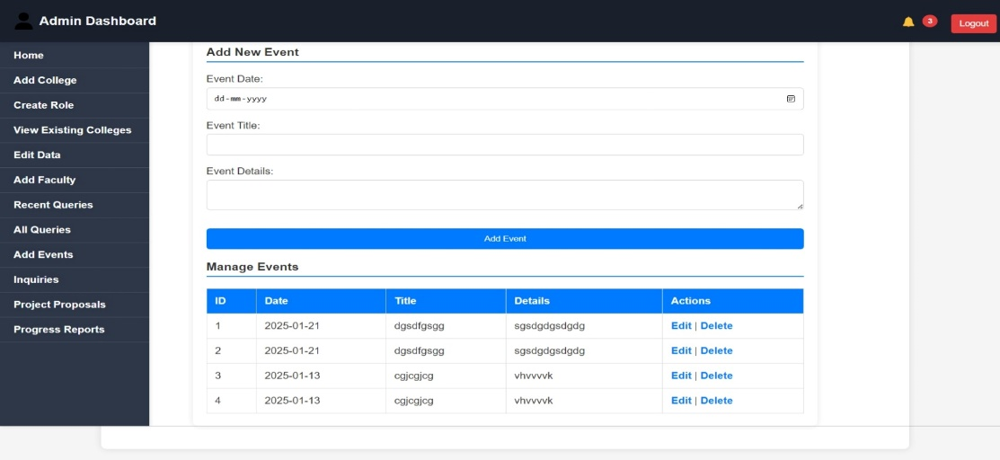 Admin Dashboard
3
Logout
Home
Add College
Create Role
View Existing Colleges
Edit Data
Add Faculty
Recent Queries
All Queries
Add Events
Inquiries
Project Proposals
Progress Reports
Add New Event
Event Date:
dd-mm-yyyy
Event Title:
Event Details:
Add Event
Manage Events
ID Date Title Details Actions
1 2025-01-21 dgsdfgsgg sgsdgdgsdgdg Edit | Delete
2 2025-01-21 dgsdfgsgg sgsdgdgsdgdg Edit | Delete
3 2025-01-13 cgjcgjcg vhvvvvk Edit | Delete
4 2025-01-13 cgjcgjcg vhvvvvk Edit | Delete